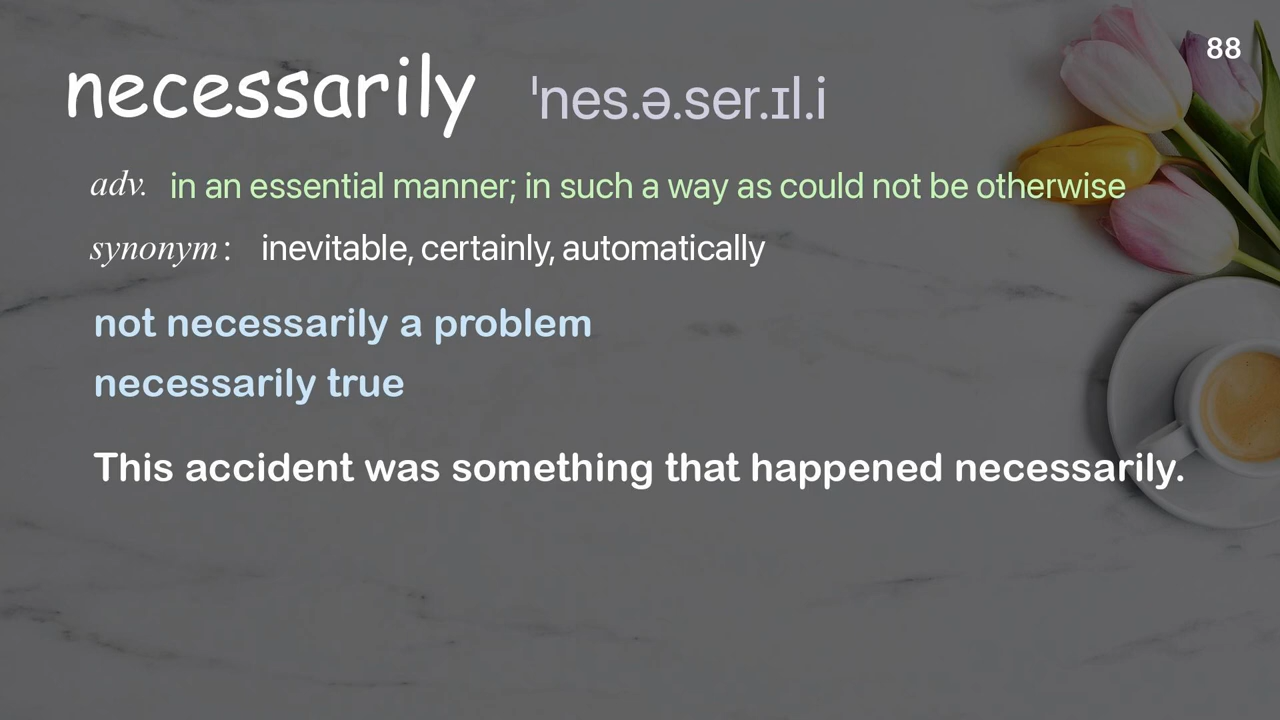 88
necessarily ˈnes.ə.ser.ɪl.i
adv. in an essential manner; in such a way as could not be otherwise
synonym: inevitable, certainly, automatically
not necessarily a problem
necessarily true
This accident was something that happened necessarily.